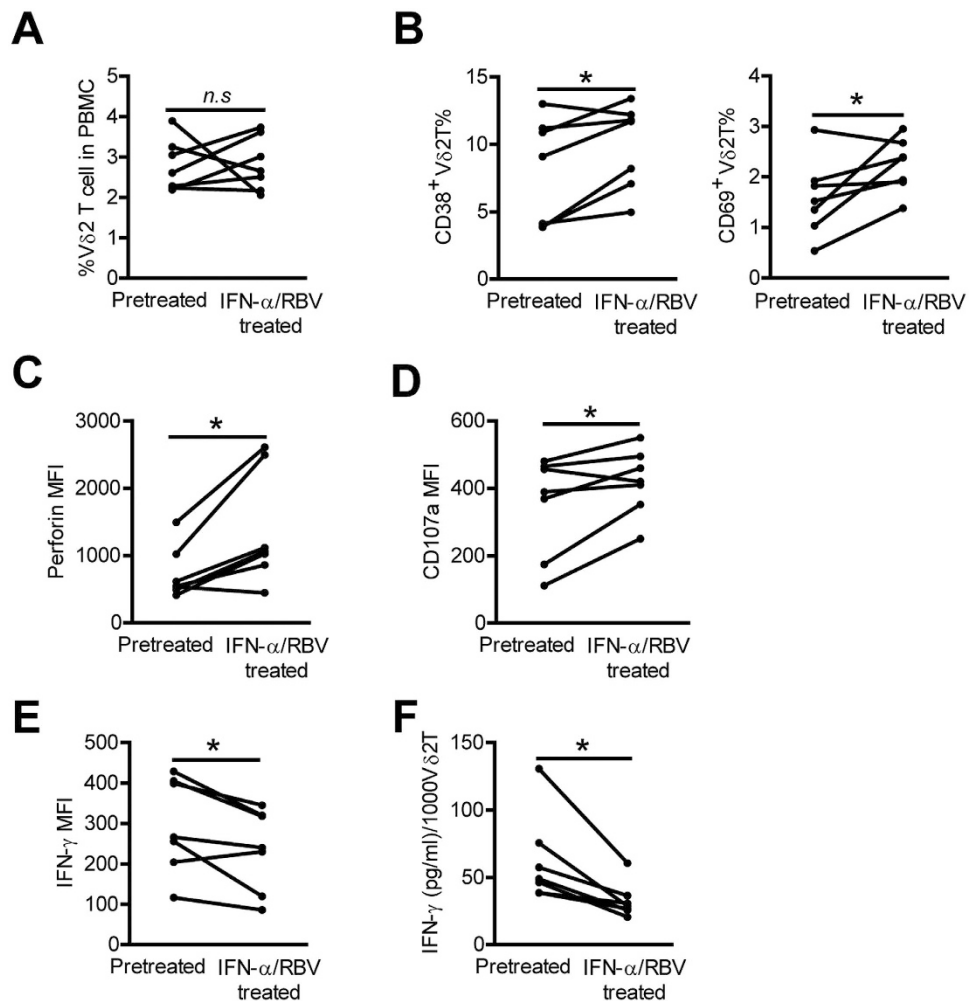 A
%Vδ2 T cell in PBMC
5
4
3
2
1
0
n.s
Pretreated
IFN-α/RBV
treated
B
CD38+ Vδ2T%
15
10
5
0
*
Pretreated
IFN-α/RBV
treated
CD69+ Vδ2T%
4
3
2
1
0
*
Pretreated
IFN-α/RBV
treated
C
Perforin MFI
3000
2000
1000
0
*
Pretreated
IFN-α/RBV
treated
D
CD107a MFI
600
400
200
0
*
Pretreated
IFN-α/RBV
treated
E
IFN-γ MFI
500
400
300
200
100
0
*
Pretreated
IFN-α/RBV
treated
F
IFN-γ (pg/ml)/1000Vδ2T
150
100
50
0
*
Pretreated
IFN-α/RBV
treated